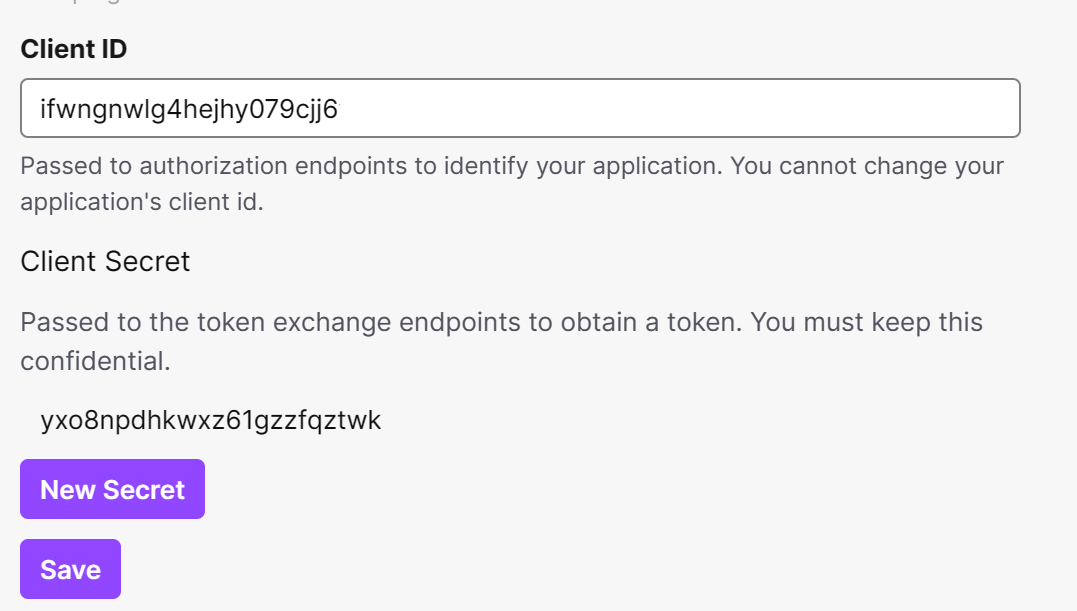 Client ID
ifwngnwlg4hejhy079cjj6
Passed to authorization endpoints to identify your application. You cannot change your
application's client id.
Client Secret
Passed to the token exchange endpoints to obtain a token. You must keep this
confidential.
yxo8npdhkwxz61gzzfqztwk
New Secret
Save